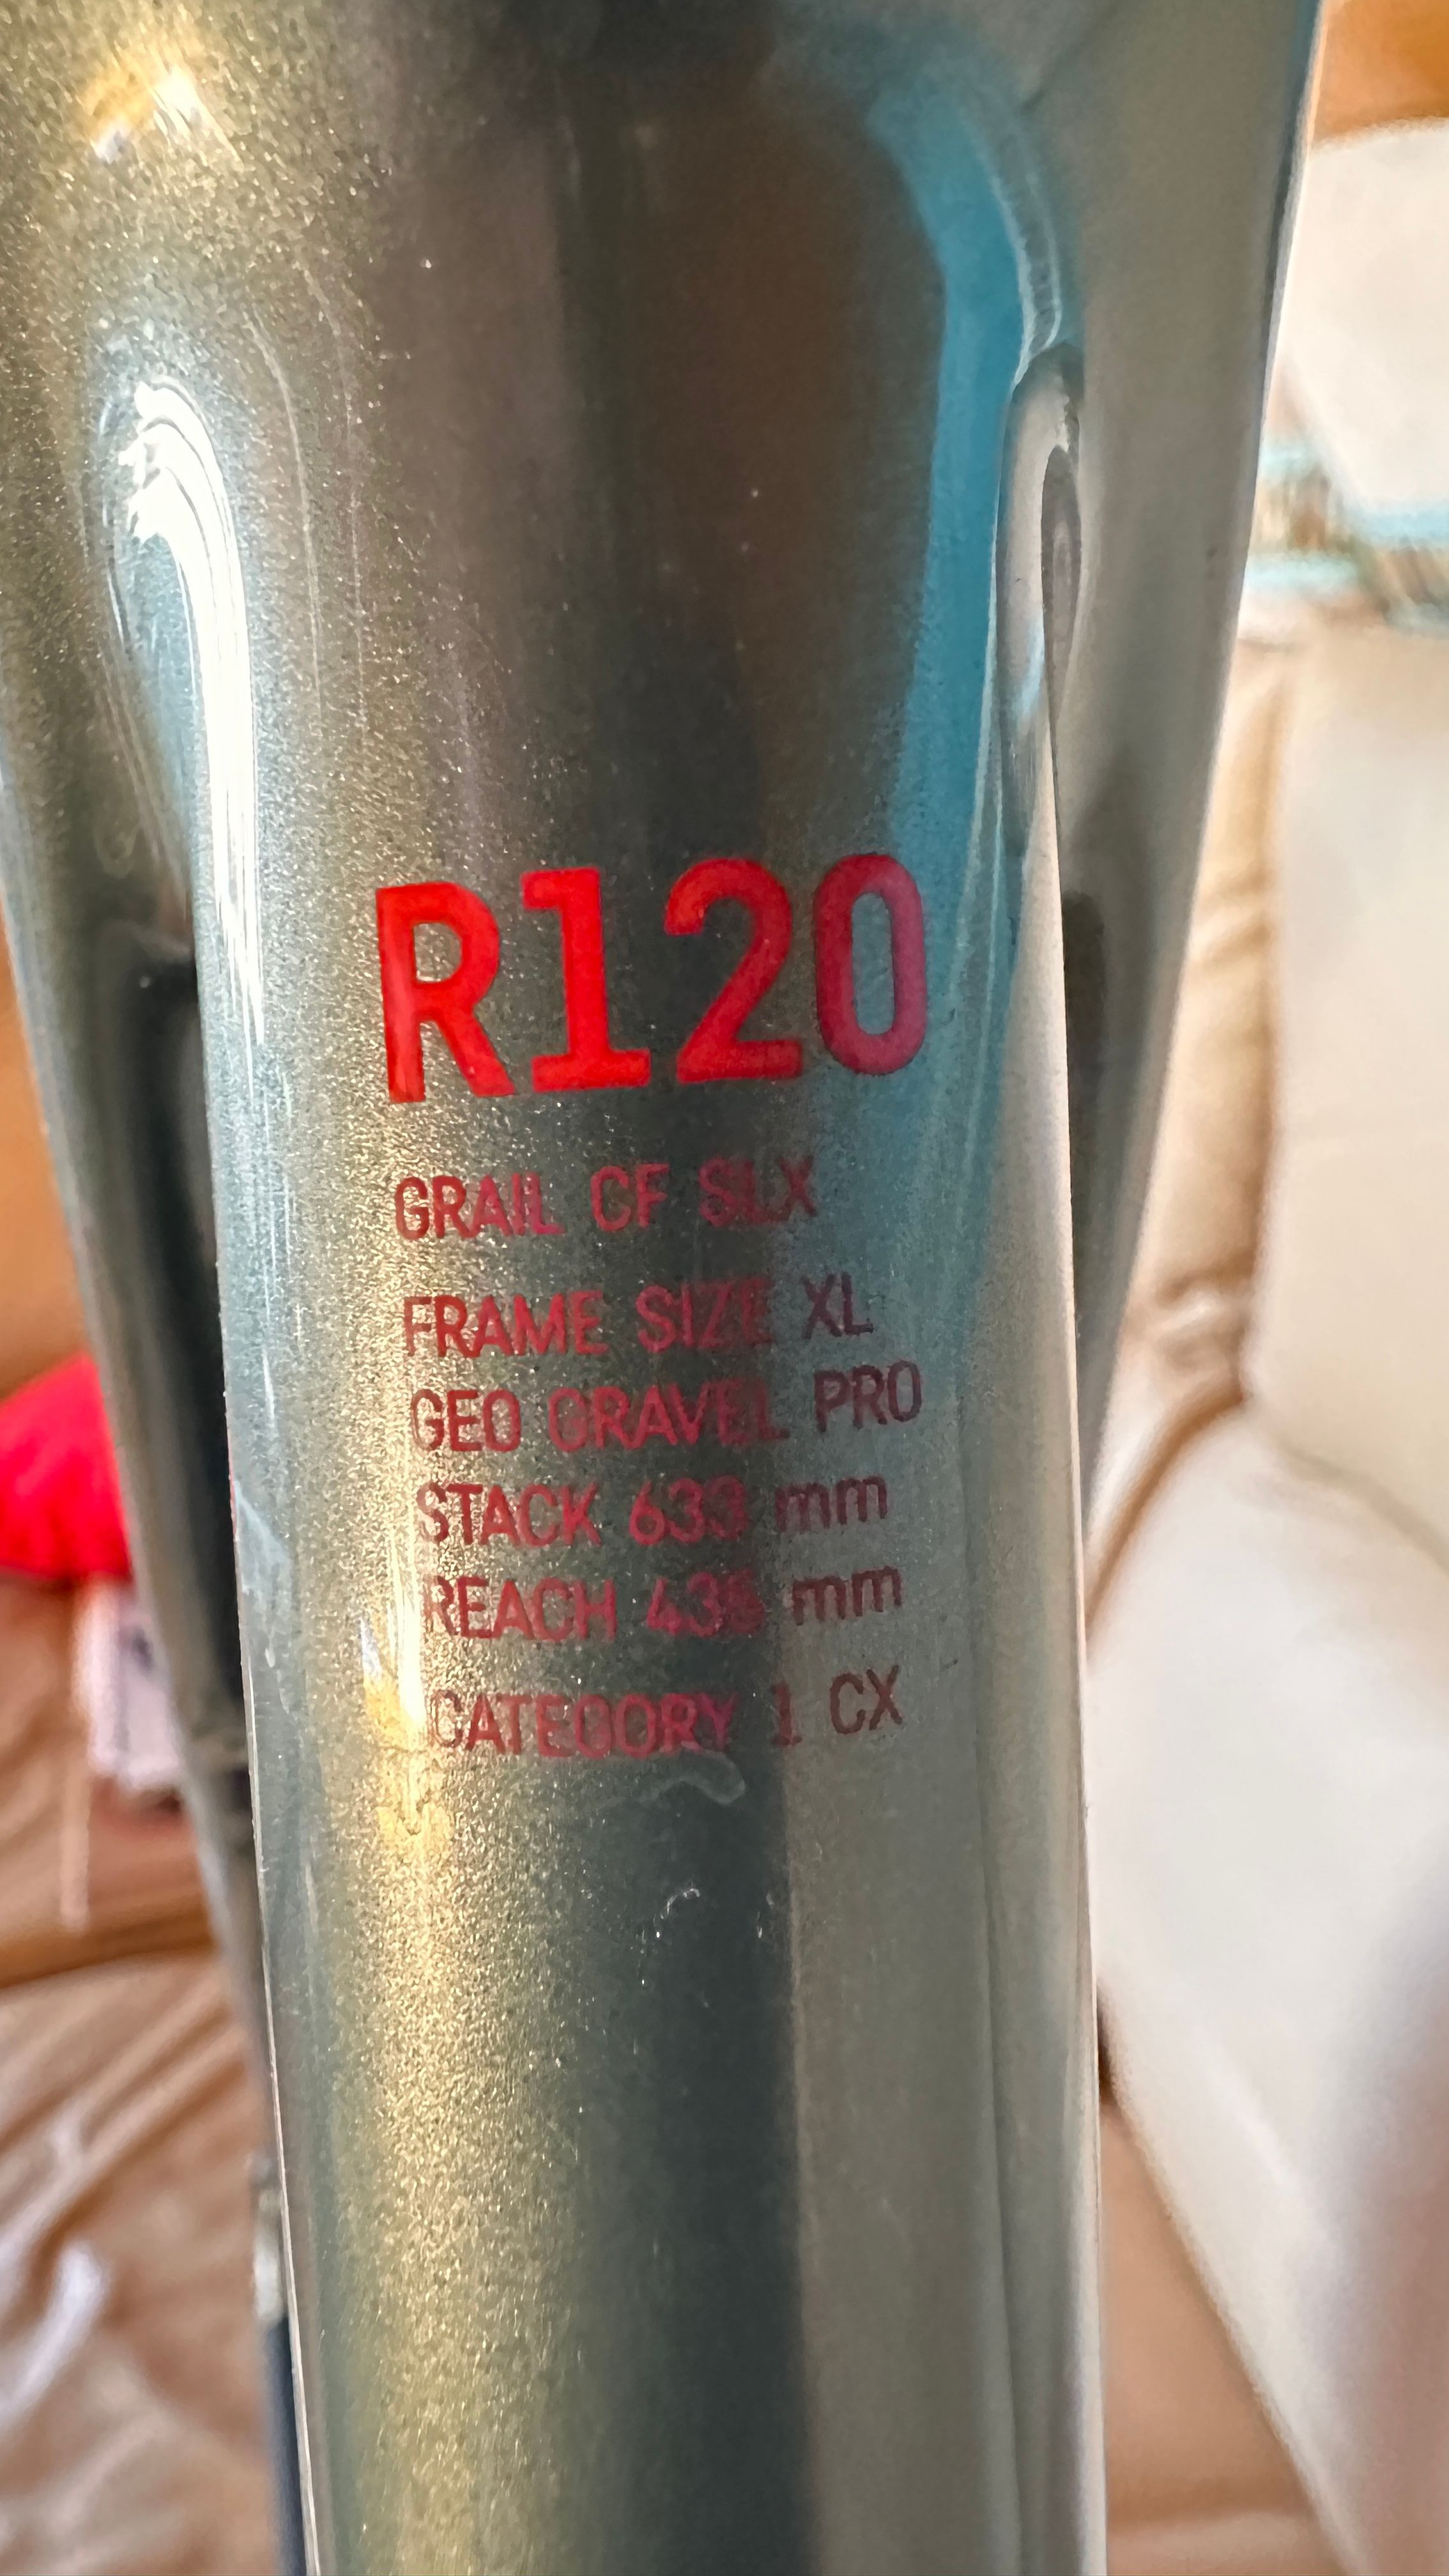 R120
GRAIL CF SLX
FRAME SIZE XL
GEO GRAVEL PRO
STACK 633 mm
REACH mm
CATEGORY 1 CX